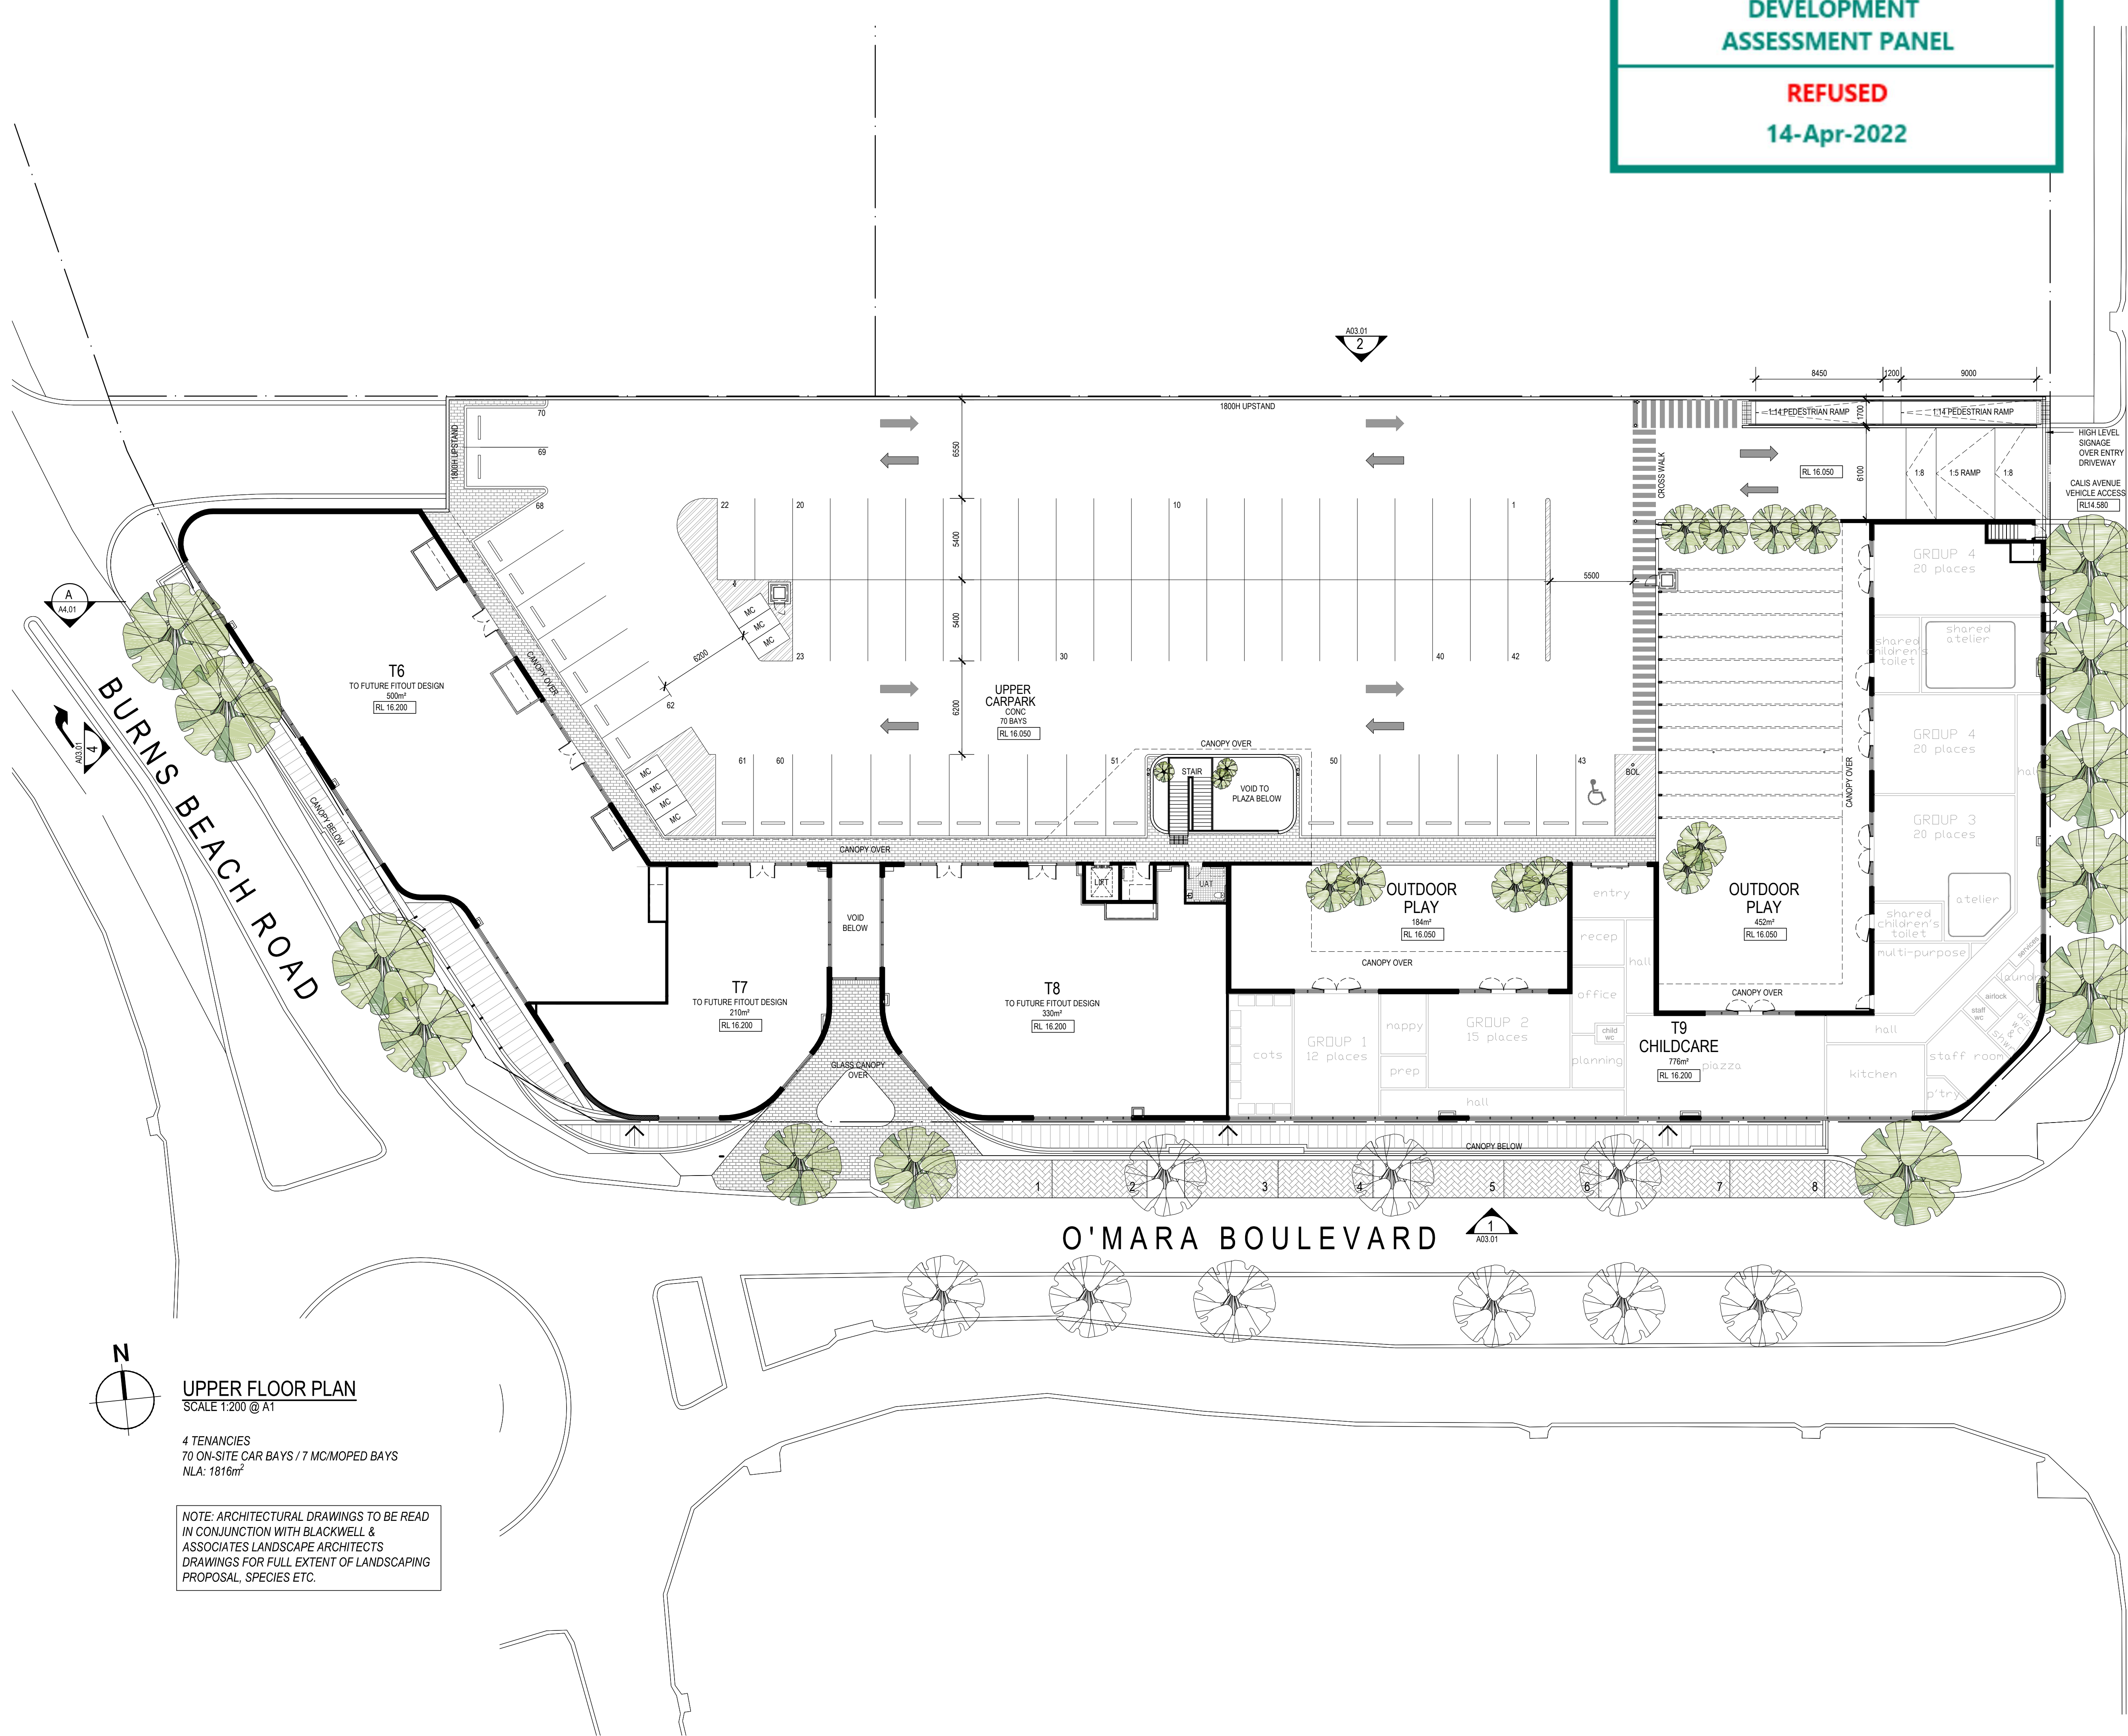 DEVELOPMENT
ASSESSMENT PANEL
REFUSED
14-Apr-2022
A03.01
2
8450
1200
9000
1:14 PEDESTRIAN RAMP
1700
1:14 PEDESTRIAN RAMP
1800H UPSTAND
HIGH LEVEL
SIGNAGE
OVER ENTRY
DRIVEWAY
CALIS AVENUE
VEHICLE ACCESS
RL14.580
RL 16.050
6100
1:8
1:5 RAMP
1:8
CROSS WALK
1800H UPSTAND
70
69
68
6550
22
20
10
1
5400
5400
5500
MC
MC
MC
6200
23
30
40
42
62
6200
UPPER
CARPARK
CONC
70 BAYS
RL 16.050
CANOPY OVER
61
60
51
STAIR
VOID TO
PLAZA BELOW
50
43
BOL
MC
MC
MC
MC
CANOPY OVER
CANOPY OVER
A
A4.01
T6
TO FUTURE FITOUT DESIGN
500m²
RL 16.200
A03.01
4
BURNS BEACH ROAD
CANOPY BELOW
GROUP 4
20 places
shared
atelier
shared
children's
toilet
GROUP 4
20 places
hall
CANOPY OVER
GROUP 3
20 places
atelier
shared
children's
toilet
multi-purpose
services
laundry
airlock
staff
wc
hall
staff room
kitchen
p'try
LIFT
UAT
VOID
BELOW
OUTDOOR
PLAY
184m²
RL 16.050
CANOPY OVER
entry
recep
hall
office
child
wc
planning
OUTDOOR
PLAY
452m²
RL 16.050
CANOPY OVER
T7
TO FUTURE FITOUT DESIGN
210m²
RL 16.200
T8
TO FUTURE FITOUT DESIGN
330m²
RL 16.200
cots
GROUP 1
12 places
nappy
prep
GROUP 2
15 places
hall
T9
CHILDCARE
776m²
RL 16.200
piazza
GLASS CANOPY
OVER
CANOPY BELOW
1
2
3
4
5
6
7
8
O'MARA BOULEVARD
1
A03.01
N
UPPER FLOOR PLAN
SCALE 1:200 @ A1
4 TENANCIES
70 ON-SITE CAR BAYS / 7 MC/MOPED BAYS
NLA: 1816m²
NOTE: ARCHITECTURAL DRAWINGS TO BE READ
IN CONJUNCTION WITH BLACKWELL &
ASSOCIATES LANDSCAPE ARCHITECTS
DRAWINGS FOR FULL EXTENT OF LANDSCAPING
PROPOSAL, SPECIES ETC.